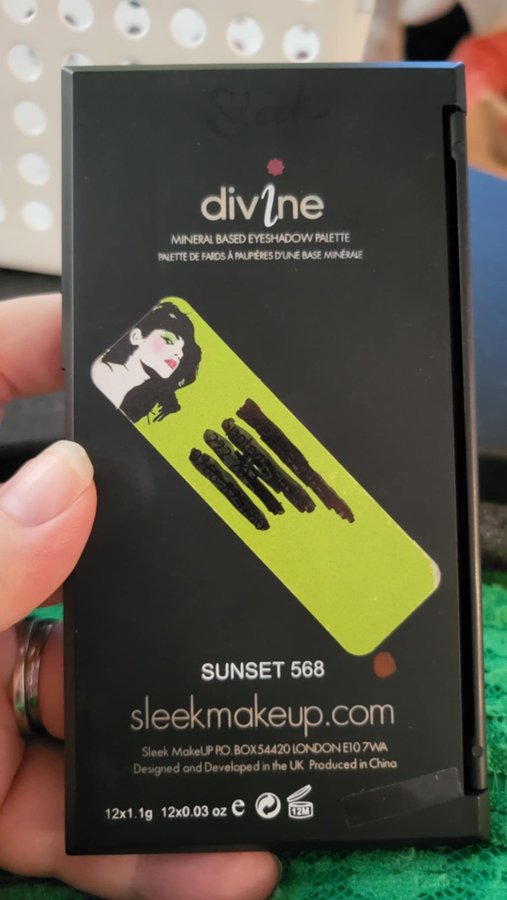 Sleek
divine
MINERAL BASED EYESHADOW PALETTE
PALETTE DE FARDS À PAUPIÈRES D'UNE BASE MINÉRALE
SUNSET 568
sleekmakeup.com
Sleek MakeUP P.O. BOX 54420 LONDON E10 7WA
Designed and Developed in the UK Produced in China
12x1.1g 12x0.03 oz e 12M